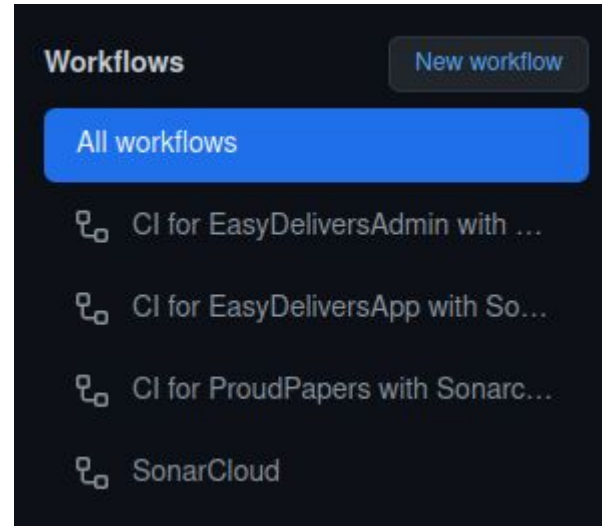 Workflows
New workflow
All workflows
CI for EasyDeliversAdmin with ...
CI for EasyDeliversApp with So...
CI for ProudPapers with Sonarc...
SonarCloud